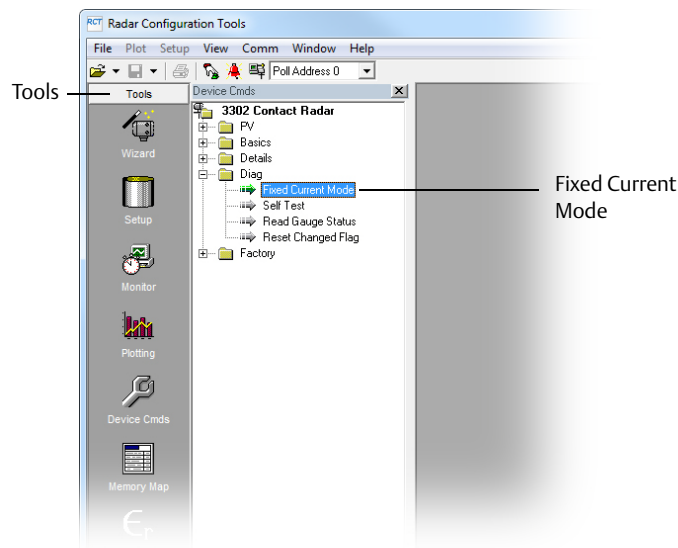 RCT Radar Configuration Tools
File Plot Setup View Comm Window Help
Poll Address 0
Tools
Tools
Device Cmds
3302 Contact Radar
PV
Basics
Details
Diag
Fixed Current Mode
Self Test
Read Gauge Status
Reset Changed Flag
Factory
Wizard
Setup
Monitor
Plotting
Device Cmds
Memory Map
εr
Fixed Current
Mode